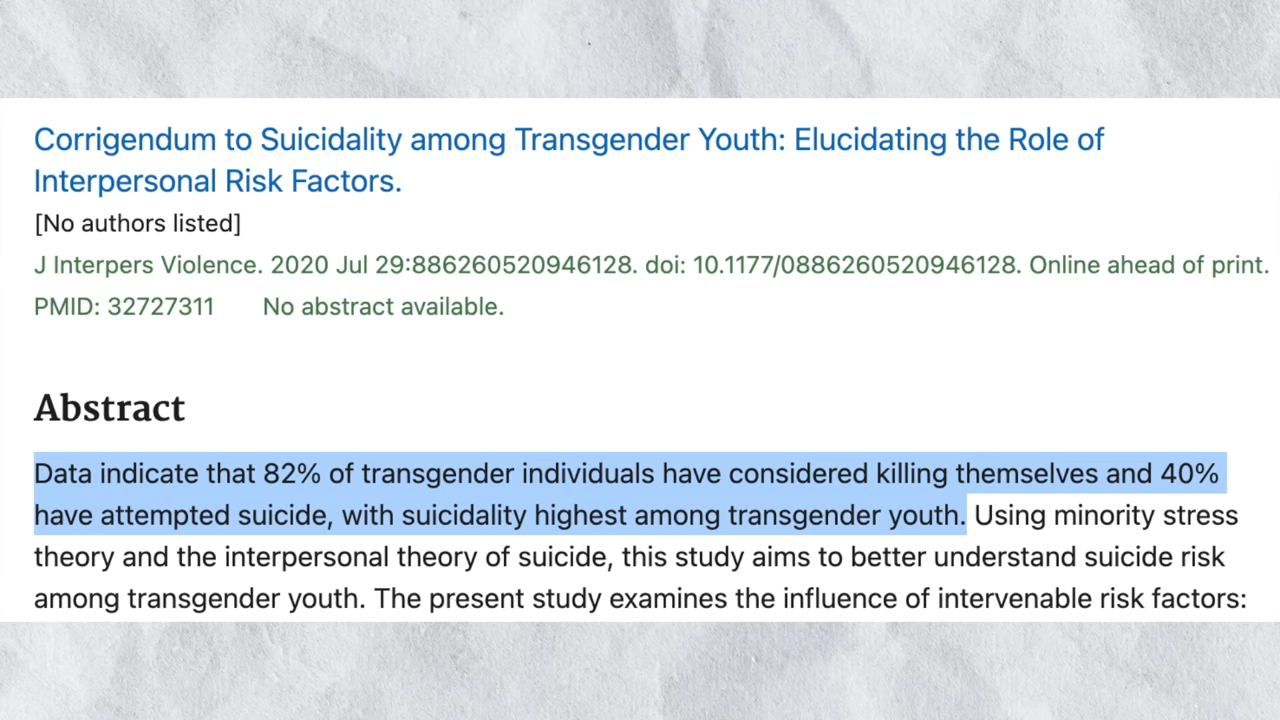 Corrigendum to Suicidality among Transgender Youth: Elucidating the Role of
Interpersonal Risk Factors.
[No authors listed]
J Interpers Violence. 2020 Jul 29:886260520946128. doi: 10.1177/0886260520946128. Online ahead of print.
PMID: 32727311 No abstract available.
Abstract
Data indicate that 82% of transgender individuals have considered killing themselves and 40%
have attempted suicide, with suicidality highest among transgender youth. Using minority stress
theory and the interpersonal theory of suicide, this study aims to better understand suicide risk
among transgender youth. The present study examines the influence of intervenable risk factors: